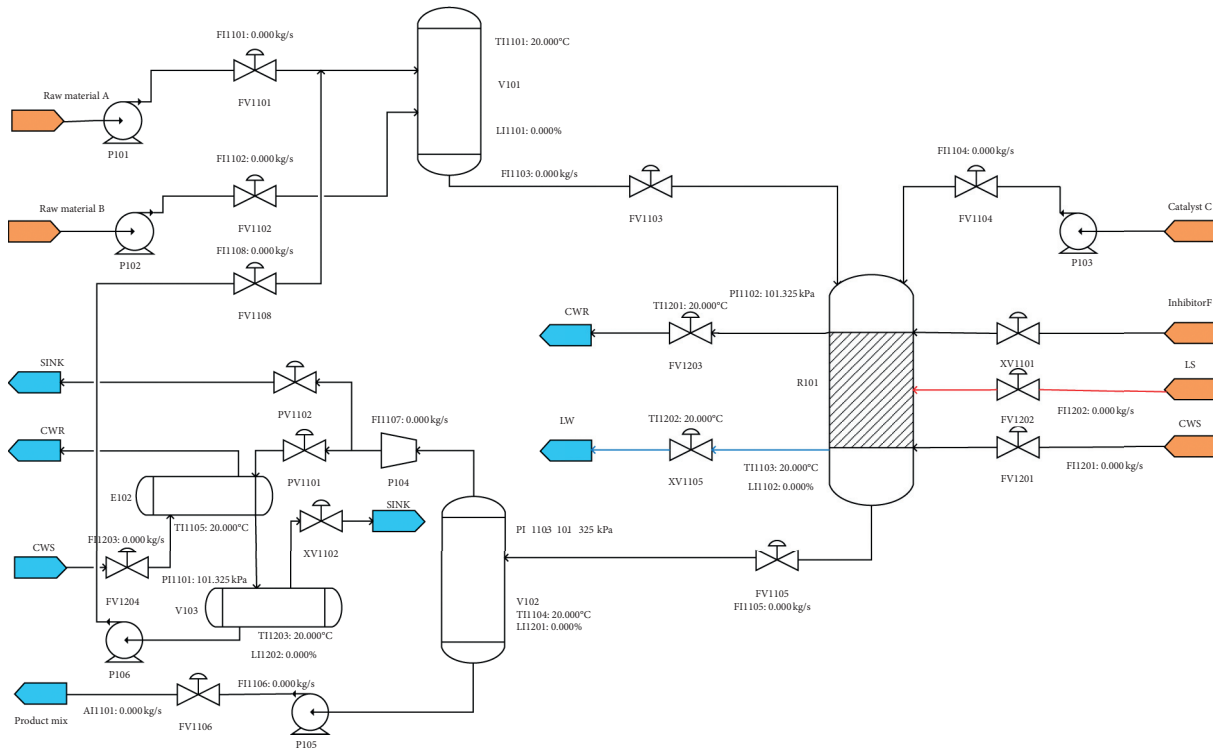 FI1101: 0.000 kg/s
TI1101: 20.000°C
V101
Raw material A
FV1101
LI1101: 0.000%
P101
FI1102: 0.000 kg/s
FI1103: 0.000 kg/s
FI1104: 0.000 kg/s
Raw material B
FV1102
FV1103
FV1104
Catalyst C
P102
FI1108: 0.000 kg/s
P103
FV1108
PI1102: 101.325 kPa
TI1201: 20.000°C
CWR
InhibitorF
FV1203
XV1101
SINK
R101
LS
PV1102
FI1107: 0.000 kg/s
FV1202
FI1202: 0.000 kg/s
CWR
LW
TI1202: 20.000°C
CWS
PV1101
P104
XV1105
TI1103: 20.000°C
FI1201: 0.000 kg/s
FV1201
LI1102: 0.000%
E102
SINK
TI1105: 20.000°C
FI1203: 0.000 kg/s
CWS
XV1102
PI 1103 101 325 kPa
PI1101: 101.325 kPa
FV1204
FV1105
FI1105: 0.000 kg/s
V103
V102
TI1104: 20.000°C
LI1201: 0.000%
TI1203: 20.000°C
LI1202: 0.000%
P106
FI1106: 0.000 kg/s
AI1101: 0.000 kg/s
Product mix
FV1106
P105